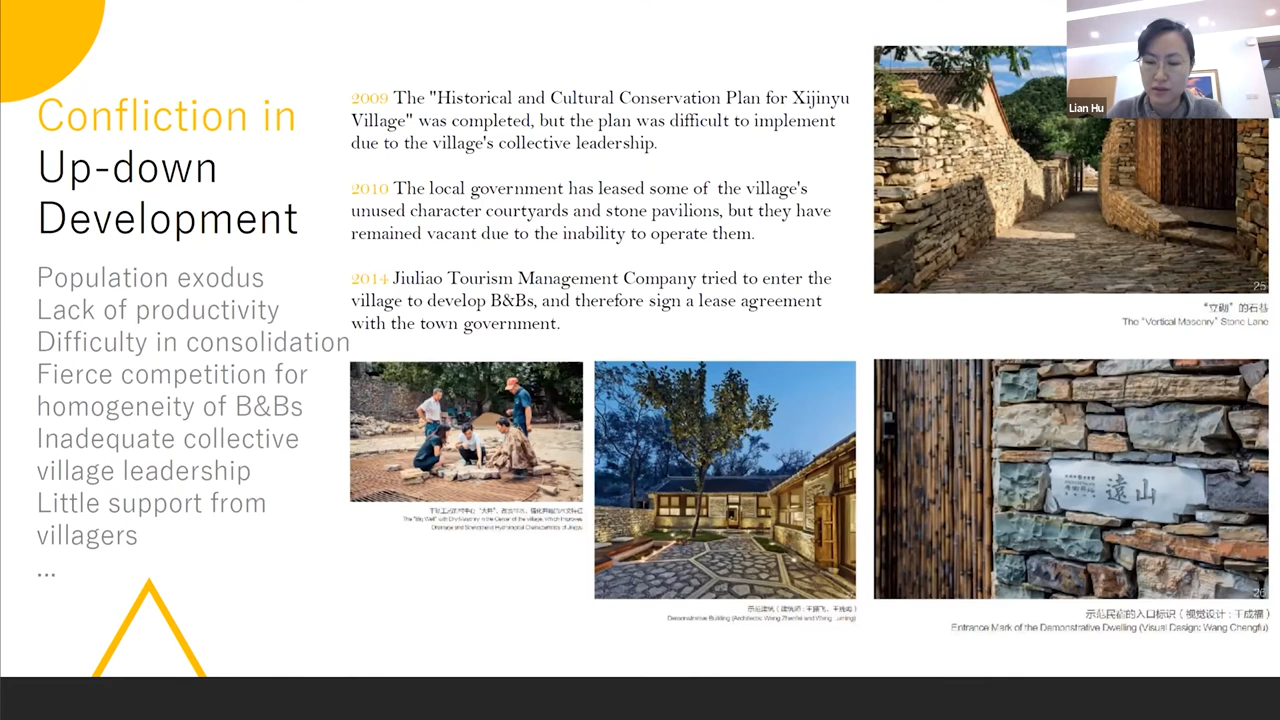 Confliction in
Up-down
Development
Population exodus
Lack of productivity
Difficulty in consolidation
Fierce competition for
homogeneity of B&Bs
Inadequate collective
village leadership
Little support from
villagers
...
2009 The "Historical and Cultural Conservation Plan for Xijinyu
Village" was completed, but the plan was difficult to implement
due to the village's collective leadership.
2010 The local government has leased some of the village's
unused character courtyards and stone pavilions, but they have
remained vacant due to the inability to operate them.
2014 Jiuliao Tourism Management Company tried to enter the
village to develop B&Bs, and therefore sign a lease agreement
with the town government.
The "Big Well" with Dry-Masonry in the Center of the village, Which Improves
Drainage and Strengthens Hydrological Characteristics of Jingyu
示范建筑（建筑师：王
Demonstrative Building (Architects: Wang Zhenfei and Wang
Lian Hu
25
"立砌"的石巷
The "Vertical Masonry" Stone Lane
遠山
26
示范民宿的入口标识（视觉设计：王成福）
Entrance Mark of the Demonstrative Dwelling (Visual Design: Wang Chengfu)